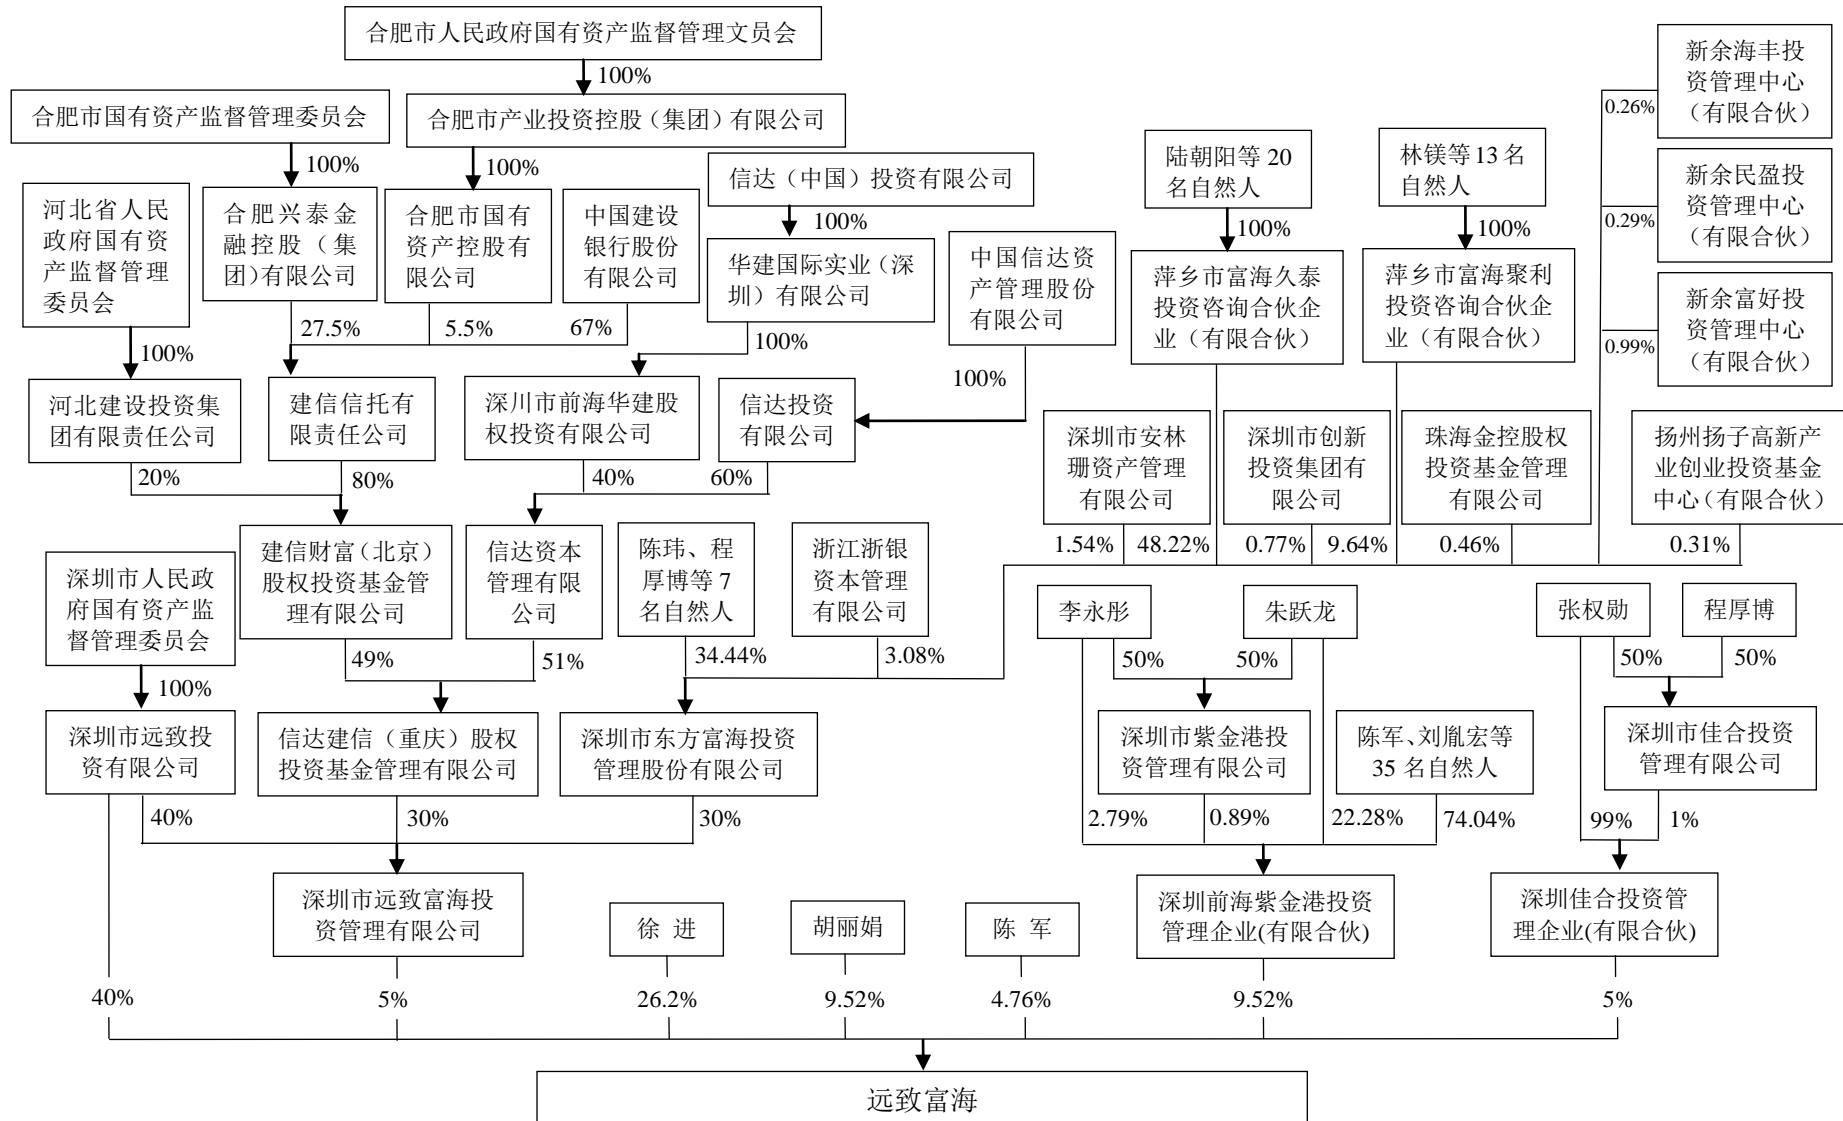 合肥市人民政府国有资产监督管理文员会
100%
合肥市国有资产监督管理委员会
合肥市产业投资控股（集团）有限公司
100%
100%
信达（中国）投资有限公司
100%
陆朝阳等 20
名自然人
100%
林镁等 13 名
自然人
100%
新余海丰投
资管理中心
（有限合伙）
0.26%
新余民盈投
资管理中心
（有限合伙）
0.29%
新余富好投
资管理中心
（有限合伙）
0.99%
河北省人民
政府国有资
产监督管理
委员会
合肥兴泰金
融控股（集
团)有限公司
合肥市国有
资产控股有
限公司
中国建设
银行股份
有限公司
华建国际实业（深
圳）有限公司
中国信达资
产管理股份
有限公司
萍乡市富海久泰
投资咨询合伙企
业（有限合伙）
萍乡市富海聚利
投资咨询合伙企
业（有限合伙）
100%
27.5%
5.5%
67%
100%
100%
河北建设投资集
团有限责任公司
建信信托有
限责任公司
深川市前海华建股
权投资有限公司
信达投资
有限公司
深圳市安林
珊资产管理
有限公司
深圳市创新
投资集团有
限公司
珠海金控股权
投资基金管理
有限公司
扬州扬子高新产
业创业投资基金
中心（有限合伙）
20%
80%
40%
60%
1.54%
48.22%
0.77%
9.64%
0.46%
0.31%
深圳市人民政
府国有资产监
督管理委员会
建信财富（北京）
股权投资基金管
理有限公司
信达资本
管理有限
公司
陈玮、程
厚博等 7
名自然人
浙江浙银
资本管理
有限公司
李永彤
朱跃龙
张权勋
程厚博
100%
49%
51%
34.44%
3.08%
50%
50%
50%
50%
深圳市远致投
资有限公司
信达建信（重庆）股权
投资基金管理有限公司
深圳市东方富海投资
管理股份有限公司
深圳市紫金港投
资管理有限公司
陈军、刘胤宏等
35 名自然人
深圳市佳合投资
管理有限公司
40%
30%
30%
2.79%
0.89%
22.28%
74.04%
99%
1%
深圳市远致富海投
资管理有限公司
徐 进
胡丽娟
陈 军
深圳前海紫金港投资
管理企业(有限合伙)
深圳佳合投资管
理企业(有限合伙)
40%
5%
26.2%
9.52%
4.76%
9.52%
5%
远致富海